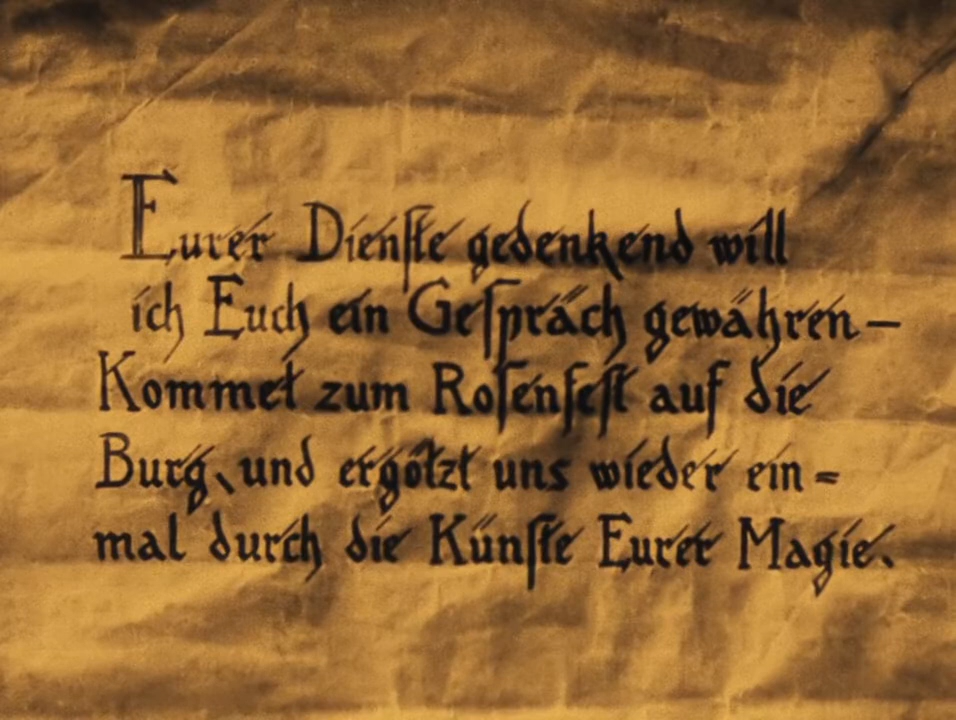 Eurer Dienſte gedenkend will
ich Euch ein Geſpräch gewähren –
Kommet zum Roſenfeſt auf die
Burg, und ergötzt uns wieder ein=
mal durch die Künſte Eurer Magie.